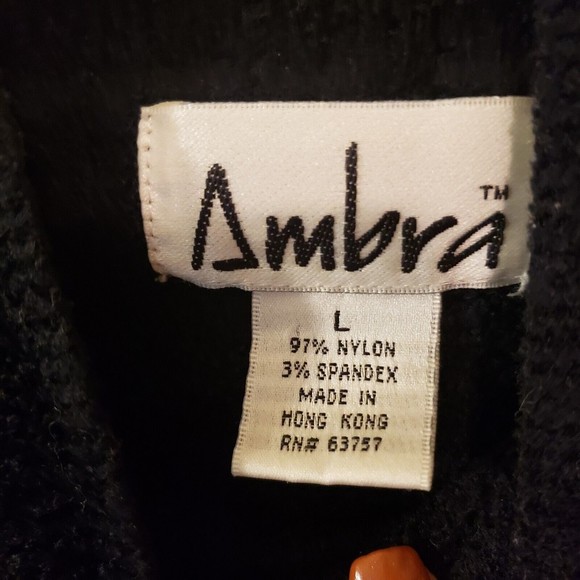 Ambra™
L
97% NYLON
3% SPANDEX
MADE IN
HONG KONG
RN# 63757